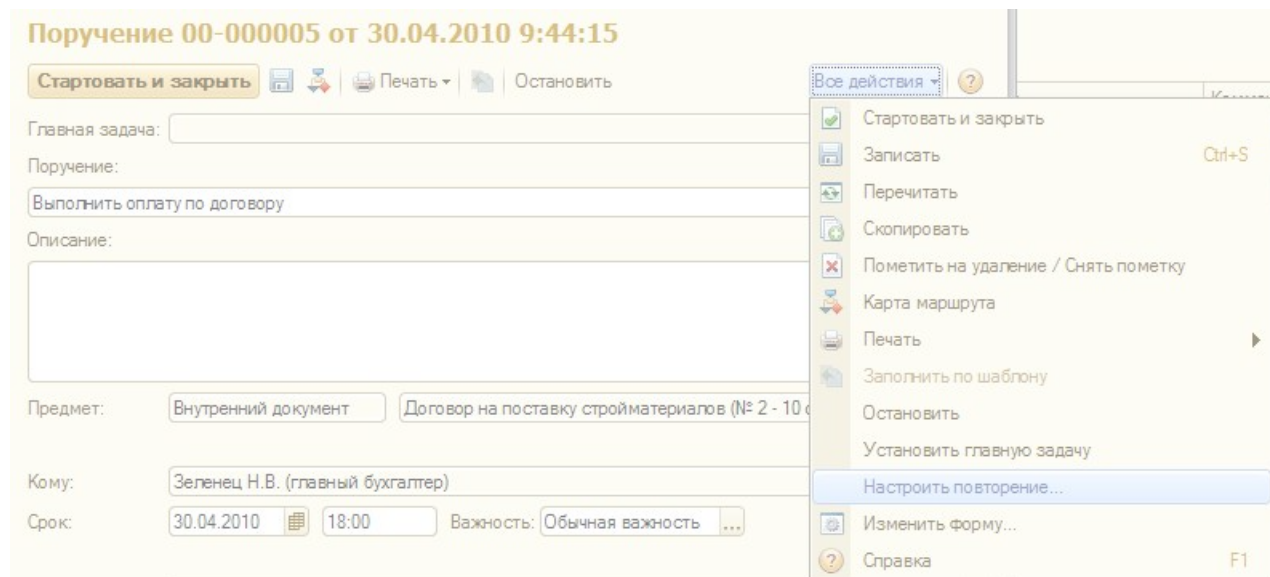 Поручение 00-000005 от 30.04.2010 9:44:15
Стартовать и закрыть Печать Остановить Все действия
Главная задача:
Поручение:
Выполнить оплату по договору
Описание:
Предмет: Внутренний документ Договор на поставку стройматериалов (№ 2 - 10
Кому: Зеленец Н.В. (главный бухгалтер)
Срок: 30.04.2010 18:00 Важность: Обычная важность ...
Стартовать и закрыть
Записать Ctrl+S
Перечитать
Скопировать
Пометить на удаление / Снять пометку
Карта маршрута
Печать
Заполнить по шаблону
Остановить
Установить главную задачу
Настроить повторение...
Изменить форму...
Справка F1